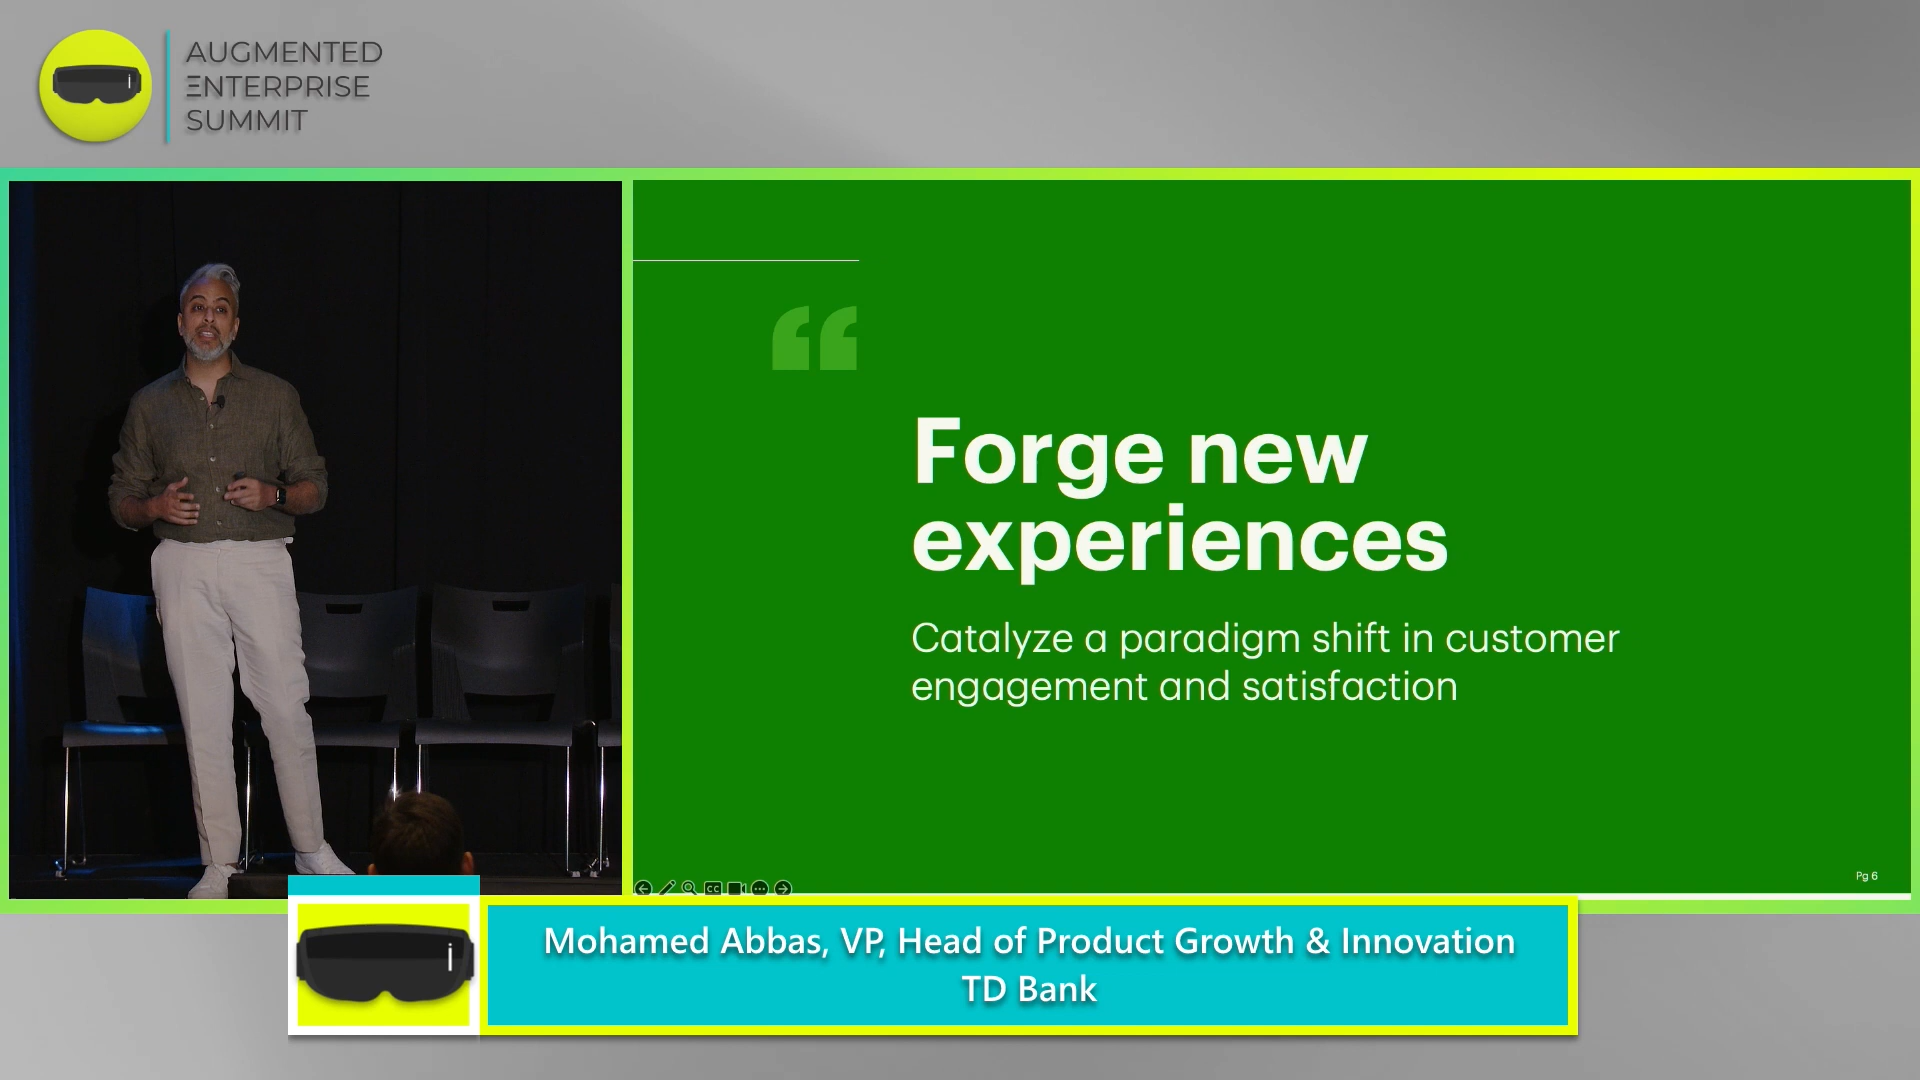 AUGMENTED
ENTERPRISE
SUMMIT
“
Forge new
experiences
Catalyze a paradigm shift in customer
engagement and satisfaction
CC
Pg 6
Mohamed Abbas, VP, Head of Product Growth & Innovation
TD Bank